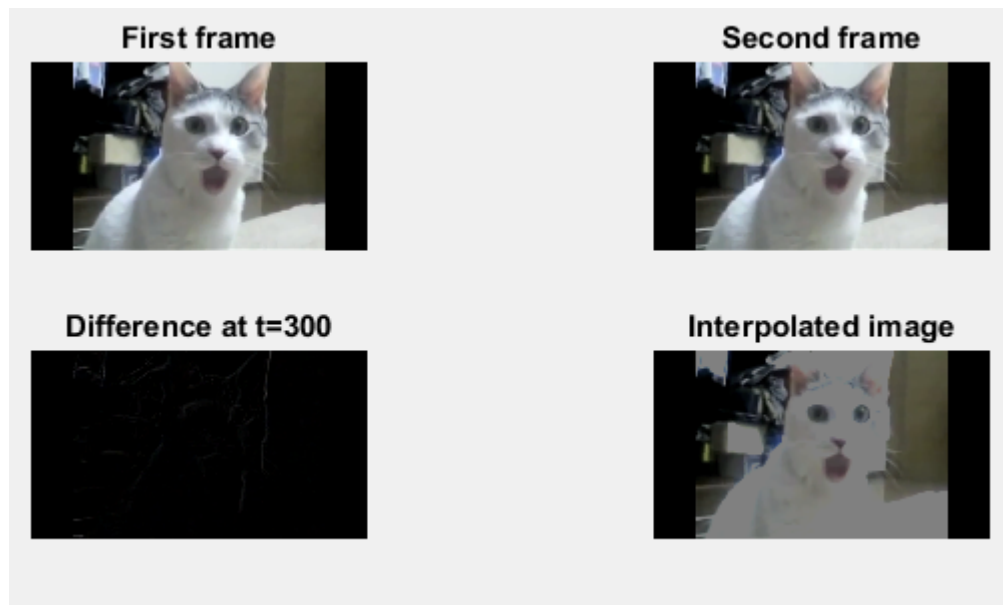 First frame
Second frame
Difference at t=300
Interpolated image